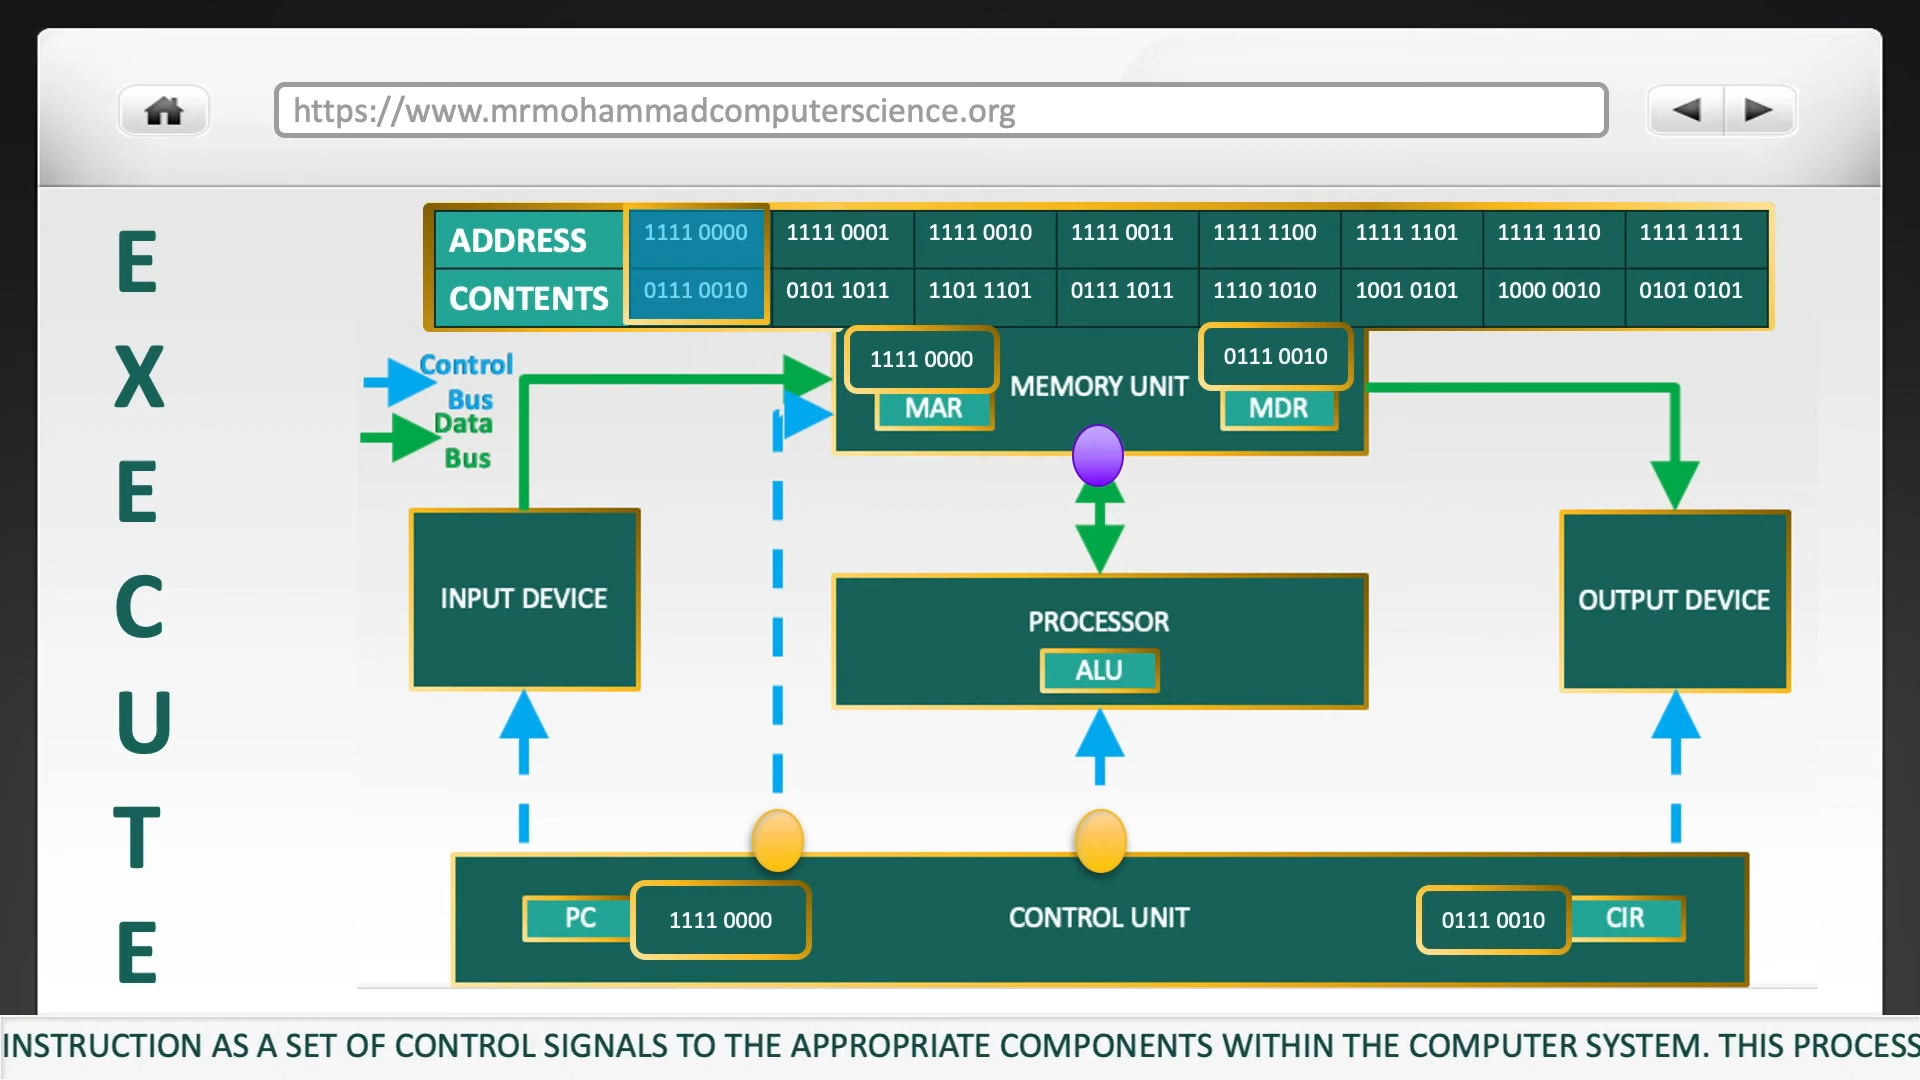 https://www.mrmohammadcomputerscience.org
E
X
E
C
U
T
E
ADDRESS 1111 0000 1111 0001 1111 0010 1111 0011 1111 1100 1111 1101 1111 1110 1111 1111
CONTENTS 0111 0010 0101 1011 1101 1101 0111 1011 1110 1010 1001 0101 1000 0010 0101 0101
Control
Bus
Data
Bus
1111 0000
MAR
MEMORY UNIT
0111 0010
MDR
INPUT DEVICE
PROCESSOR
ALU
OUTPUT DEVICE
PC 1111 0000
CONTROL UNIT
0111 0010 CIR
INSTRUCTION AS A SET OF CONTROL SIGNALS TO THE APPROPRIATE COMPONENTS WITHIN THE COMPUTER SYSTEM. THIS PROCESS